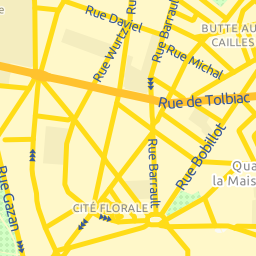 Rue Daviel
Rue Barrault
BUTTE AU
CAILLES
Rue Wurtz
Rue Michal
Rue de Tolbiac
Rue Barrault
Rue Bobillot
Qua
la Mais
Rue Gazan
CITÉ FLORALE